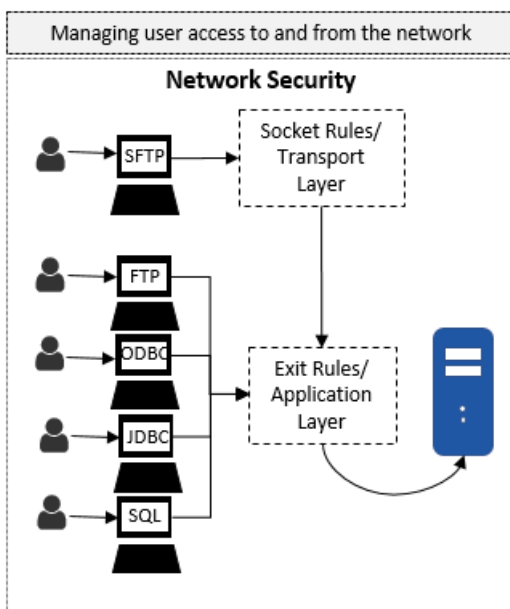 Managing user access to and from the network
Network Security
SFTP
Socket Rules/
Transport
Layer
FTP
ODBC
Exit Rules/
Application
Layer
JDBC
SQL